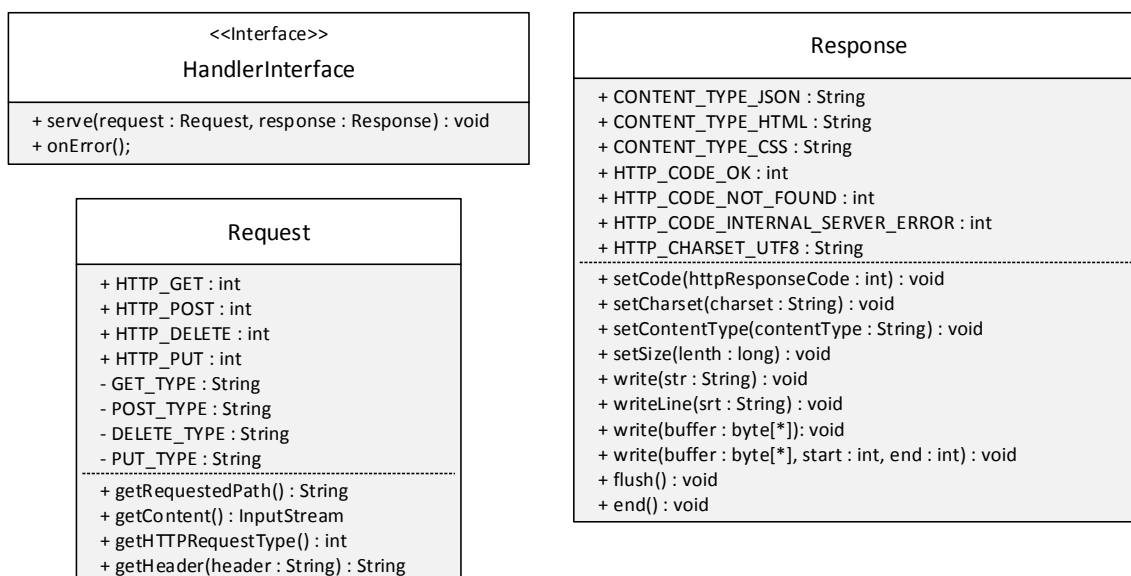 <<Interface>>
HandlerInterface
+ serve(request : Request, response : Response) : void
+ onError();
Request
+ HTTP_GET : int
+ HTTP_POST : int
+ HTTP_DELETE : int
+ HTTP_PUT : int
- GET_TYPE : String
- POST_TYPE : String
- DELETE_TYPE : String
- PUT_TYPE : String
+ getRequestedPath() : String
+ getContent() : InputStream
+ getHTTPRequestType() : int
+ getHeader(header : String) : String
Response
+ CONTENT_TYPE_JSON : String
+ CONTENT_TYPE_HTML : String
+ CONTENT_TYPE_CSS : String
+ HTTP_CODE_OK : int
+ HTTP_CODE_NOT_FOUND : int
+ HTTP_CODE_INTERNAL_SERVER_ERROR : int
+ HTTP_CHARSET_UTF8 : String
+ setCode(httpResponseCode : int) : void
+ setCharset(charset : String) : void
+ setContentType(contentType : String) : void
+ setSize(lenth : long) : void
+ write(str : String) : void
+ writeLine(srt : String) : void
+ write(buffer : byte[*]): void
+ write(buffer : byte[*], start : int, end : int) : void
+ flush() : void
+ end() : void